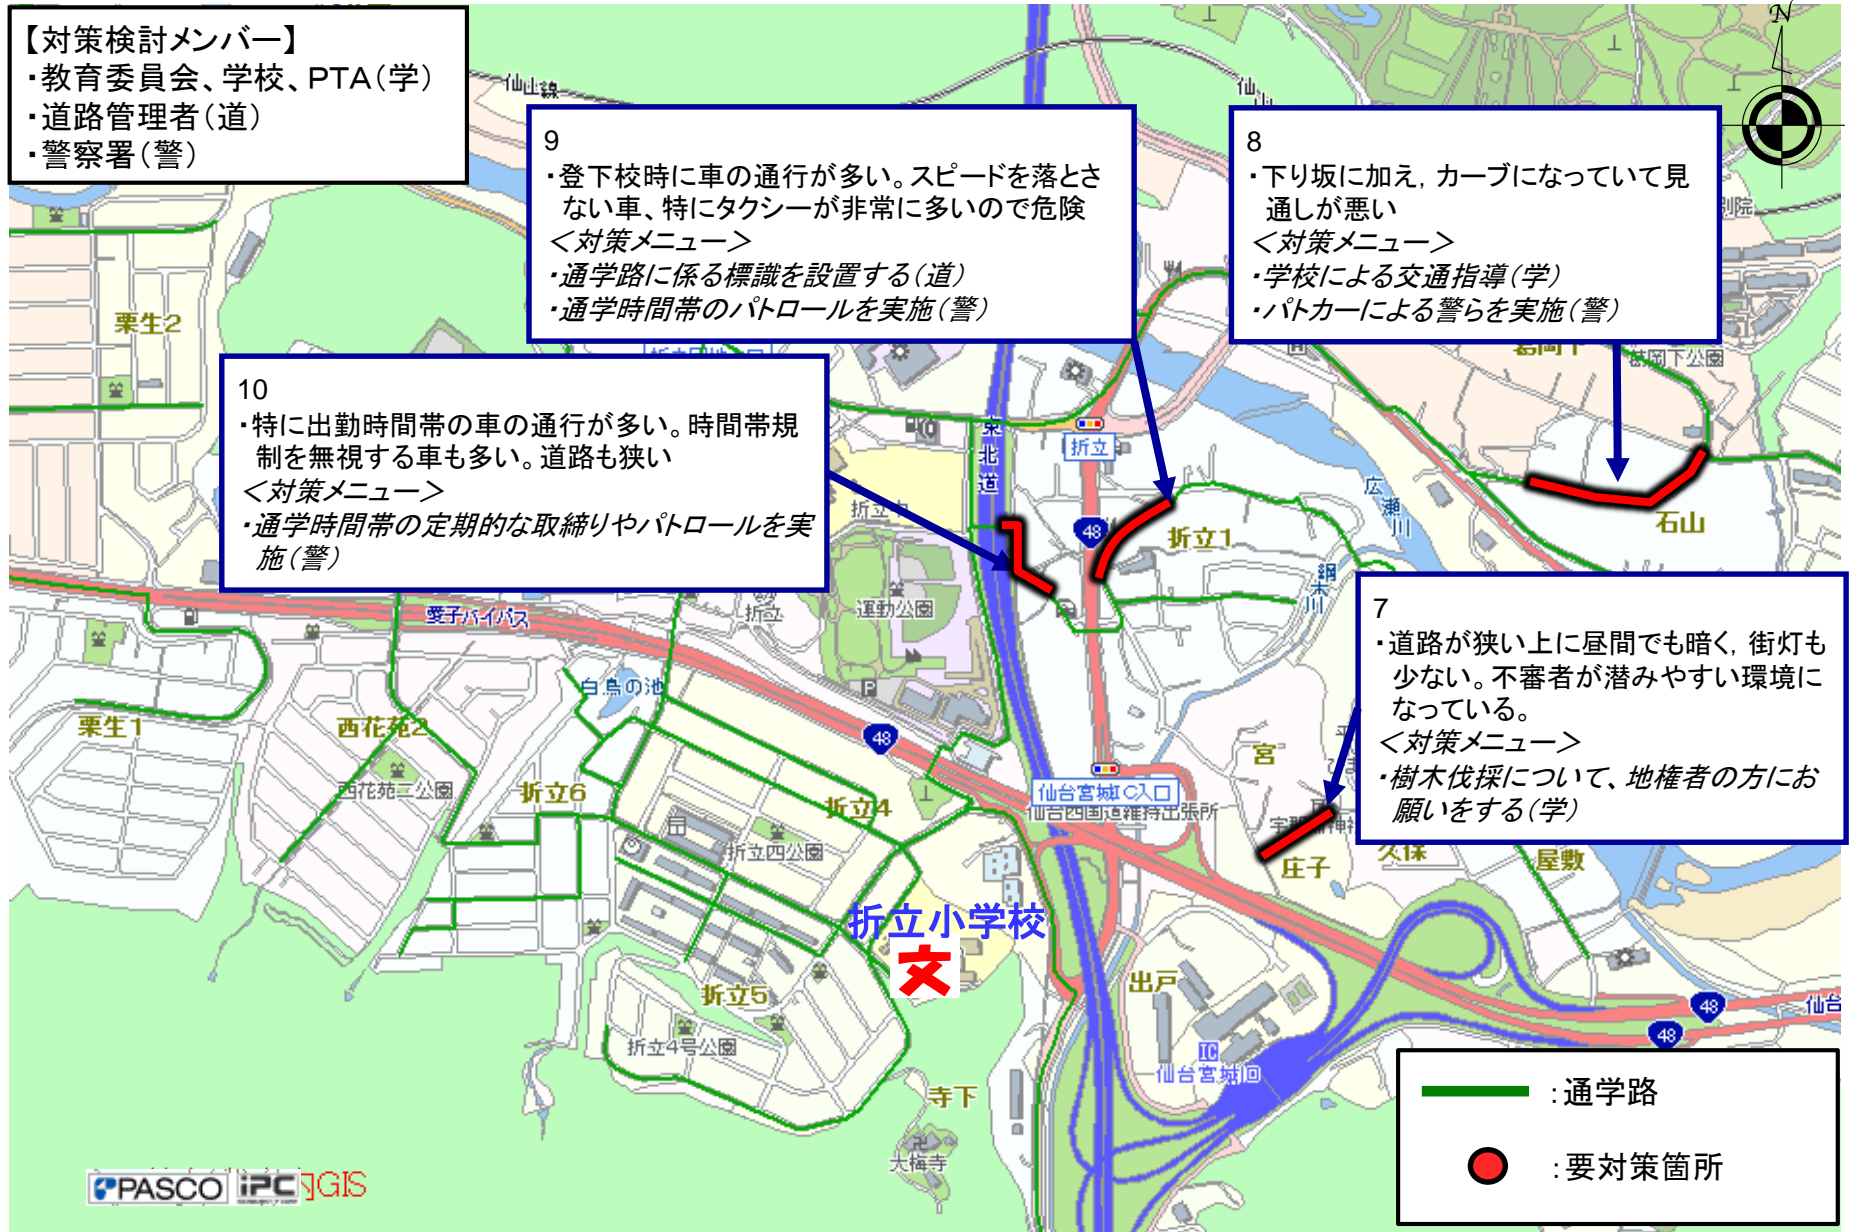 【対策検討メンバー】
・教育委員会、学校、PTA（学）
・道路管理者（道）
・警察署（警）
N
仙山線
9
・登下校時に車の通行が多い。スピードを落とさ
ない車、特にタクシーが非常に多いので危険
＜対策メニュー＞
・通学路に係る標識を設置する（道）
・通学時間帯のパトロールを実施（警）
8
・下り坂に加え，カーブになっていて見
通しが悪い
＜対策メニュー＞
・学校による交通指導（学）
・パトカーによる警らを実施（警）
別院
栗生2
10
・特に出勤時間帯の車の通行が多い。時間帯規
制を無視する車も多い。道路も狭い
＜対策メニュー＞
・通学時間帯の定期的な取締りやパトロールを実
施（警）
東北道
折立
48
折立1
広瀬川
石山
綱木川
7
・道路が狭い上に昼間でも暗く，街灯も
少ない。不審者が潜みやすい環境に
なっている。
＜対策メニュー＞
・樹木伐採について、地権者の方にお
願いをする（学）
愛子バイパス
折立
運動公園
P
白鳥の池
栗生1
西花苑2
西花苑二公園
48
宮
仙台宮城IC入口
仙台西国道維持出張所
折立6
折立4
折立四公園
庄子
久保
屋敷
折立小学校
文
折立5
出戸
折立4号公園
IC
仙台宮城IC
48
48
仙台
寺下
大梅寺
：通学路
：要対策箇所
PASCO iPC
GIS